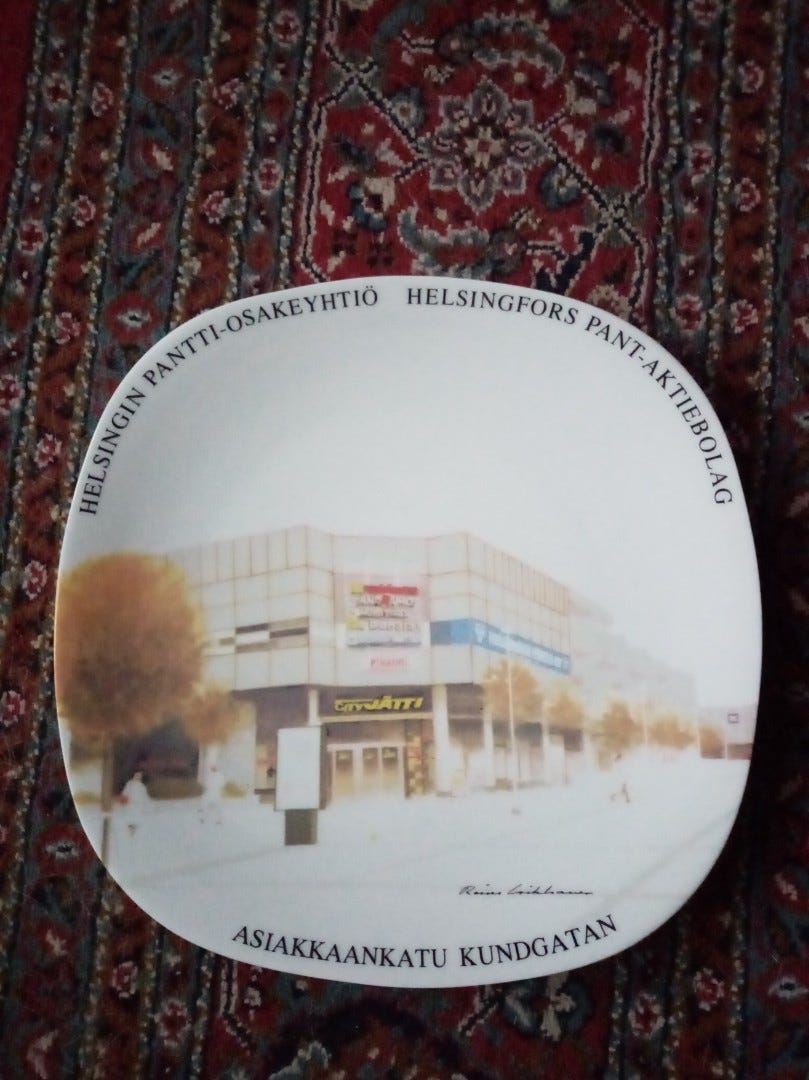 HELSINGIN PANTTI-OSAKEYHTIÖ HELSINGFORS PANT-AKTIEBOLAG
CITYJÄTTI
ASIAKKAANKATU KUNDGATAN